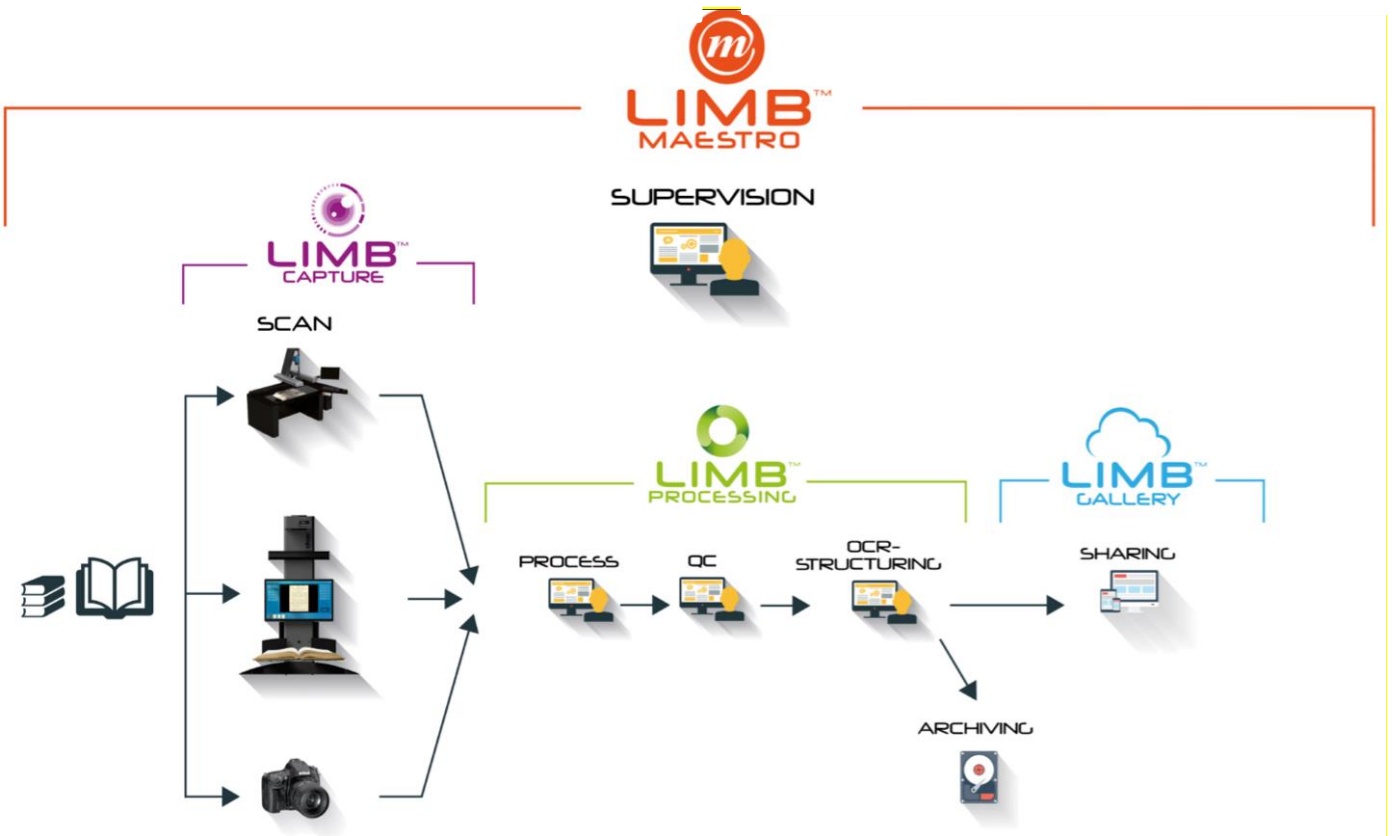 LIMB™
MAESTRO
SUPERVISION
LIMB™
CAPTURE
SCAN
LIMB™
PROCESSING
LIMB™
GALLERY
PROCESS
QC
OCR-
STRUCTURING
SHARING
ARCHIVING